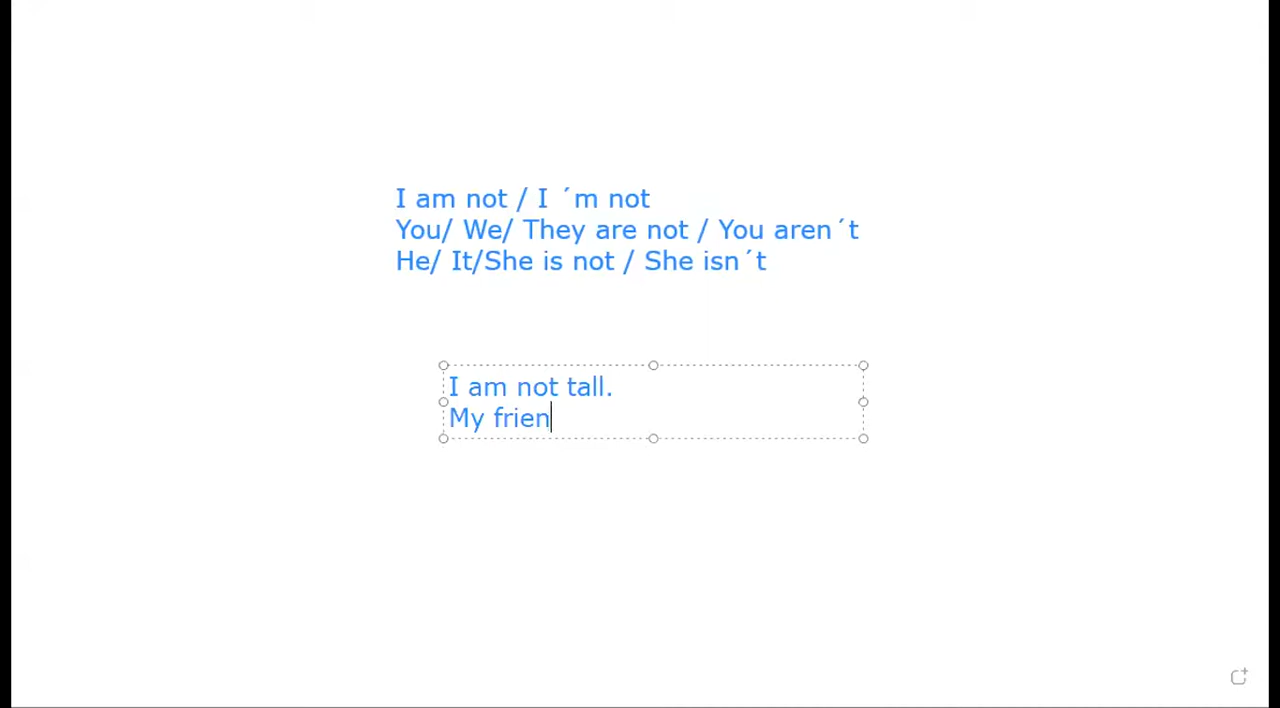 I am not / I ´m not
You/ We/ They are not / You aren´t
He/ It/She is not / She isn´t
I am not tall.
My frien